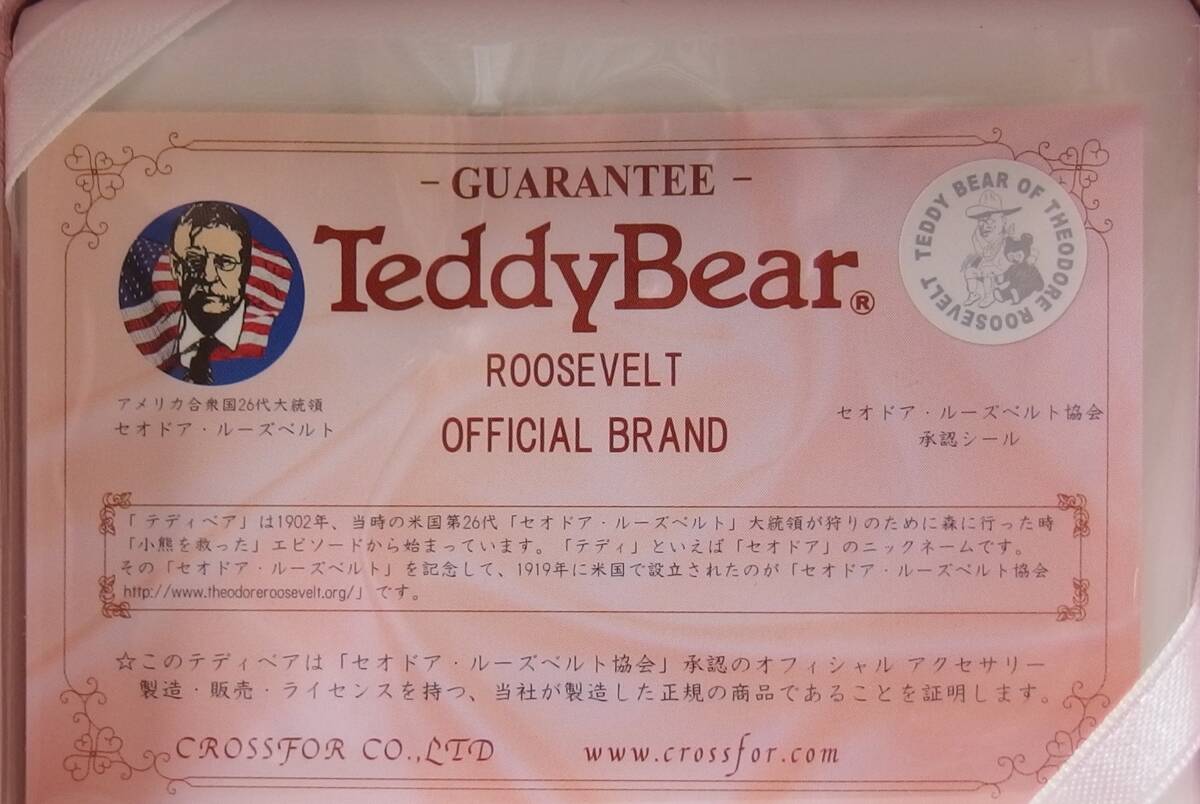 - GUARANTEE -
TeddyBear®
ROOSEVELT
OFFICIAL BRAND
アメリカ合衆国26代大統領
セオドア・ルーズベルト
TEDDY BEAR OF THEODORE ROOSEVELT
セオドア・ルーズベルト協会
承認シール
「テディベア」は1902年、当時の米国第26代「セオドア・ルーズベルト」大統領が狩りのために森に行った時
「小熊を救った」エピソードから始まっています。「テディ」といえば「セオドア」のニックネームです。
その「セオドア・ルーズベルト」を記念して、1919年に米国で設立されたのが「セオドア・ルーズベルト協会
http://www.theodoreroosevelt.org/」です。
☆このテディベアは「セオドア・ルーズベルト協会」承認のオフィシャル アクセサリー
製造・販売・ライセンスを持つ、当社が製造した正規の商品であることを証明します。
CROSSFOR CO.,LTD www.crossfor.com